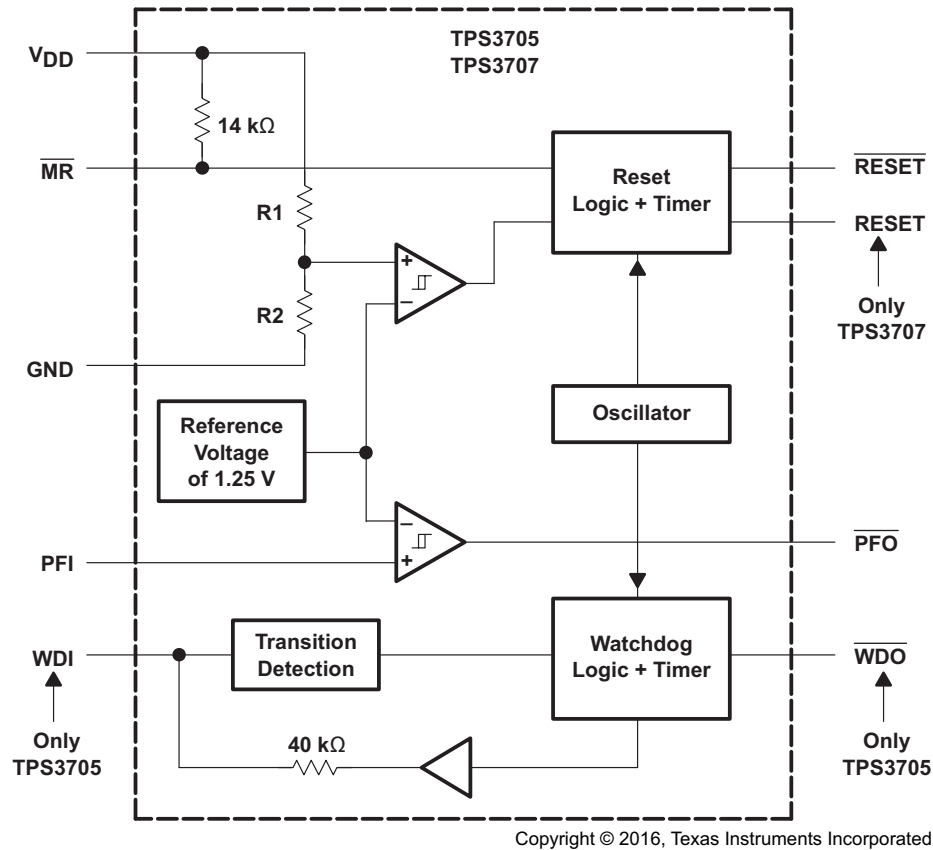 TPS3705
TPS3707
VDD
14 kΩ
MR
Reset
Logic + Timer
RESET
RESET
R1
+
−
R2
Only
TPS3707
GND
Oscillator
Reference
Voltage
of 1.25 V
−
+
PFO
PFI
WDI
Transition
Detection
Watchdog
Logic + Timer
WDO
Only
TPS3705
40 kΩ
Only
TPS3705
Copyright © 2016, Texas Instruments Incorporated